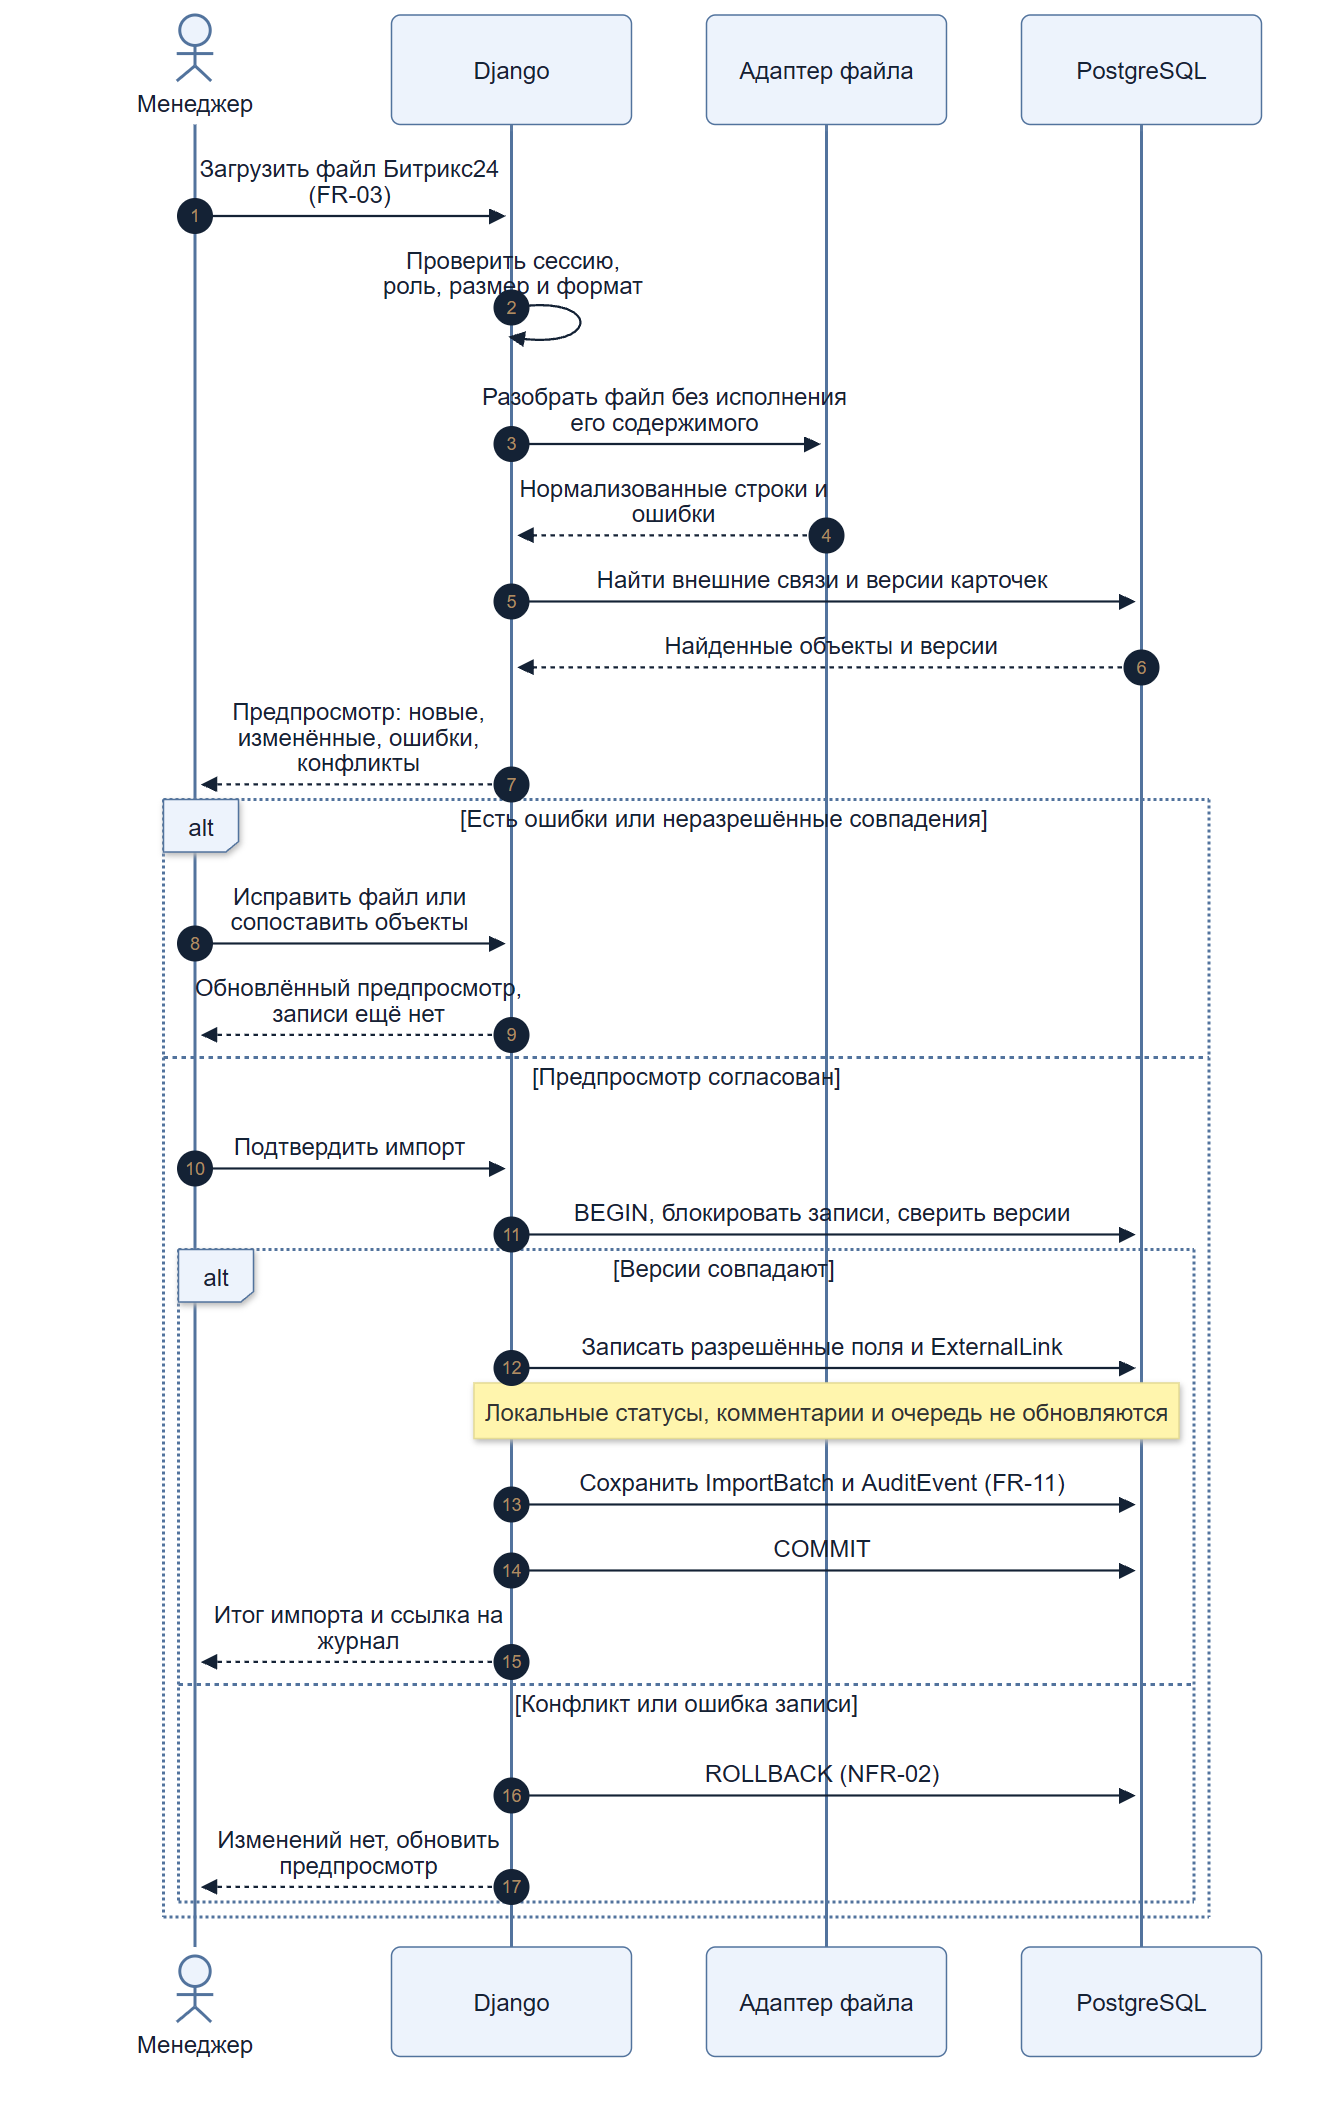 Менеджер
Django
Адаптер файла
PostgreSQL
Загрузить файл Битрикс24
(FR-03)
1
Проверить сессию,
роль, размер и формат
2
Разобрать файл без исполнения
его содержимого
3
Нормализованные строки и
ошибки
4
Найти внешние связи и версии карточек
5
Найденные объекты и версии
6
Предпросмотр: новые,
изменённые, ошибки,
конфликты
7
alt
[Есть ошибки или неразрешённые совпадения]
Исправить файл или
сопоставить объекты
8
Обновлённый предпросмотр,
записи ещё нет
9
[Предпросмотр согласован]
Подтвердить импорт
10
BEGIN, блокировать записи, сверить версии
11
alt
[Версии совпадают]
Записать разрешённые поля и ExternalLink
12
Локальные статусы, комментарии и очередь не обновляются
Сохранить ImportBatch и AuditEvent (FR-11)
13
COMMIT
14
Итог импорта и ссылка на
журнал
15
[Конфликт или ошибка записи]
ROLLBACK (NFR-02)
16
Изменений нет, обновить
предпросмотр
17
Менеджер
Django
Адаптер файла
PostgreSQL